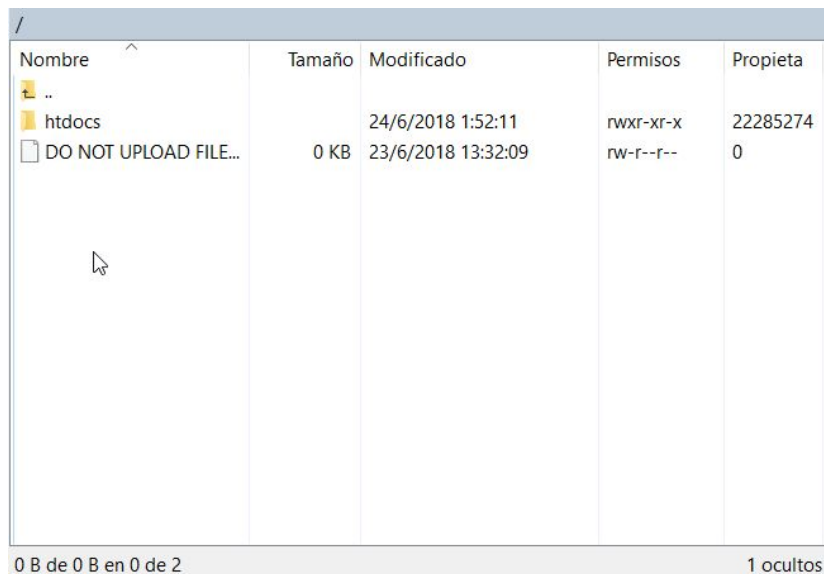 /
Nombre Tamaño Modificado Permisos Propieta
..
htdocs 24/6/2018 1:52:11 rwxr-xr-x 22285274
DO NOT UPLOAD FILE... 0 KB 23/6/2018 13:32:09 rw-r--r-- 0
0 B de 0 B en 0 de 2 1 ocultos